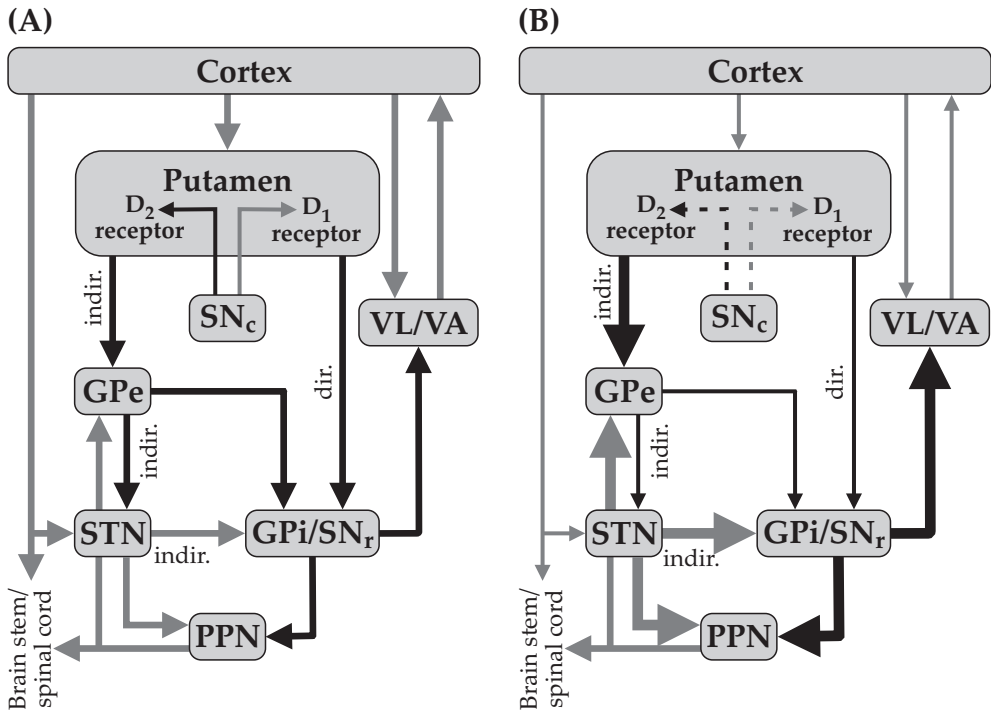 (A)
Cortex
Putamen
D2
receptor
D1
receptor
indir.
SNc
VL/VA
dir.
GPe
indir.
STN
indir.
GPi/SNr
PPN
Brain stem/
spinal cord
(B)
Cortex
Putamen
D2
receptor
D1
receptor
indir.
SNc
VL/VA
dir.
GPe
indir.
STN
indir.
GPi/SNr
PPN
Brain stem/
spinal cord